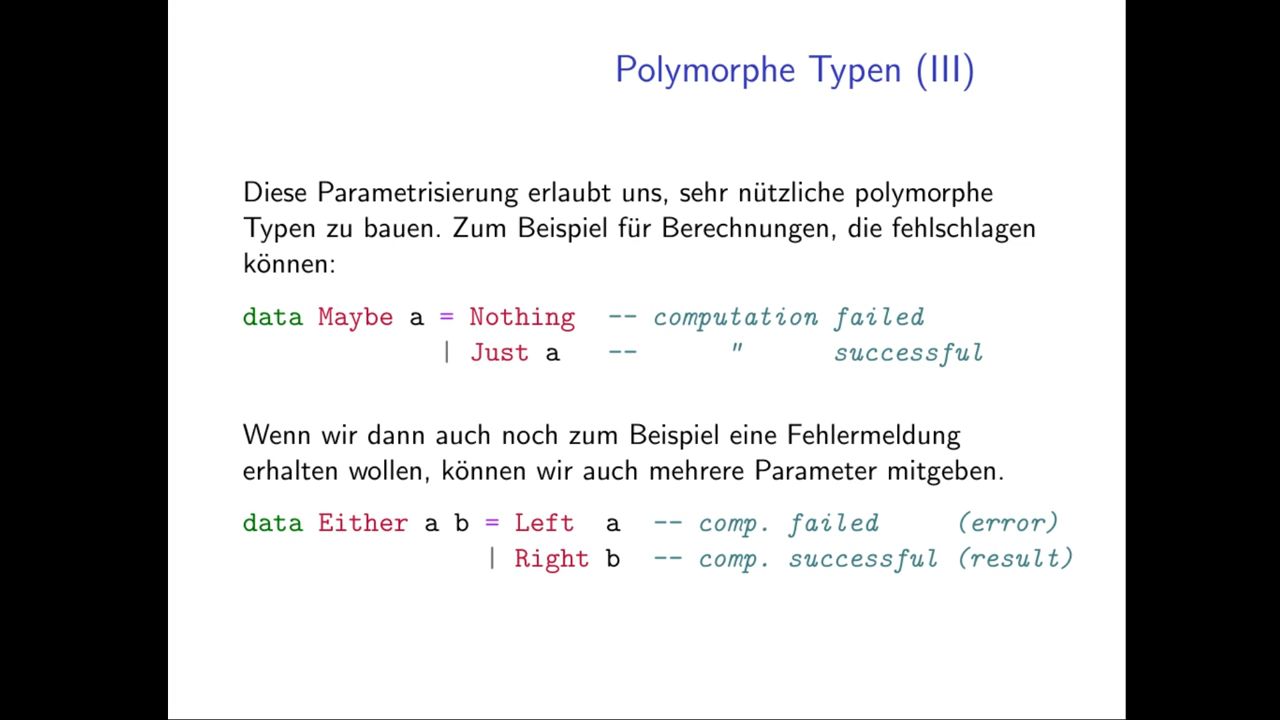 Polymorphe Typen (III)
Diese Parametrisierung erlaubt uns, sehr nützliche polymorphe
Typen zu bauen. Zum Beispiel für Berechnungen, die fehlschlagen
können:
data Maybe a = Nothing  -- computation failed
             | Just a   --      "      successful
Wenn wir dann auch noch zum Beispiel eine Fehlermeldung
erhalten wollen, können wir auch mehrere Parameter mitgeben.
data Either a b = Left  a  -- comp. failed     (error)
                | Right b  -- comp. successful (result)